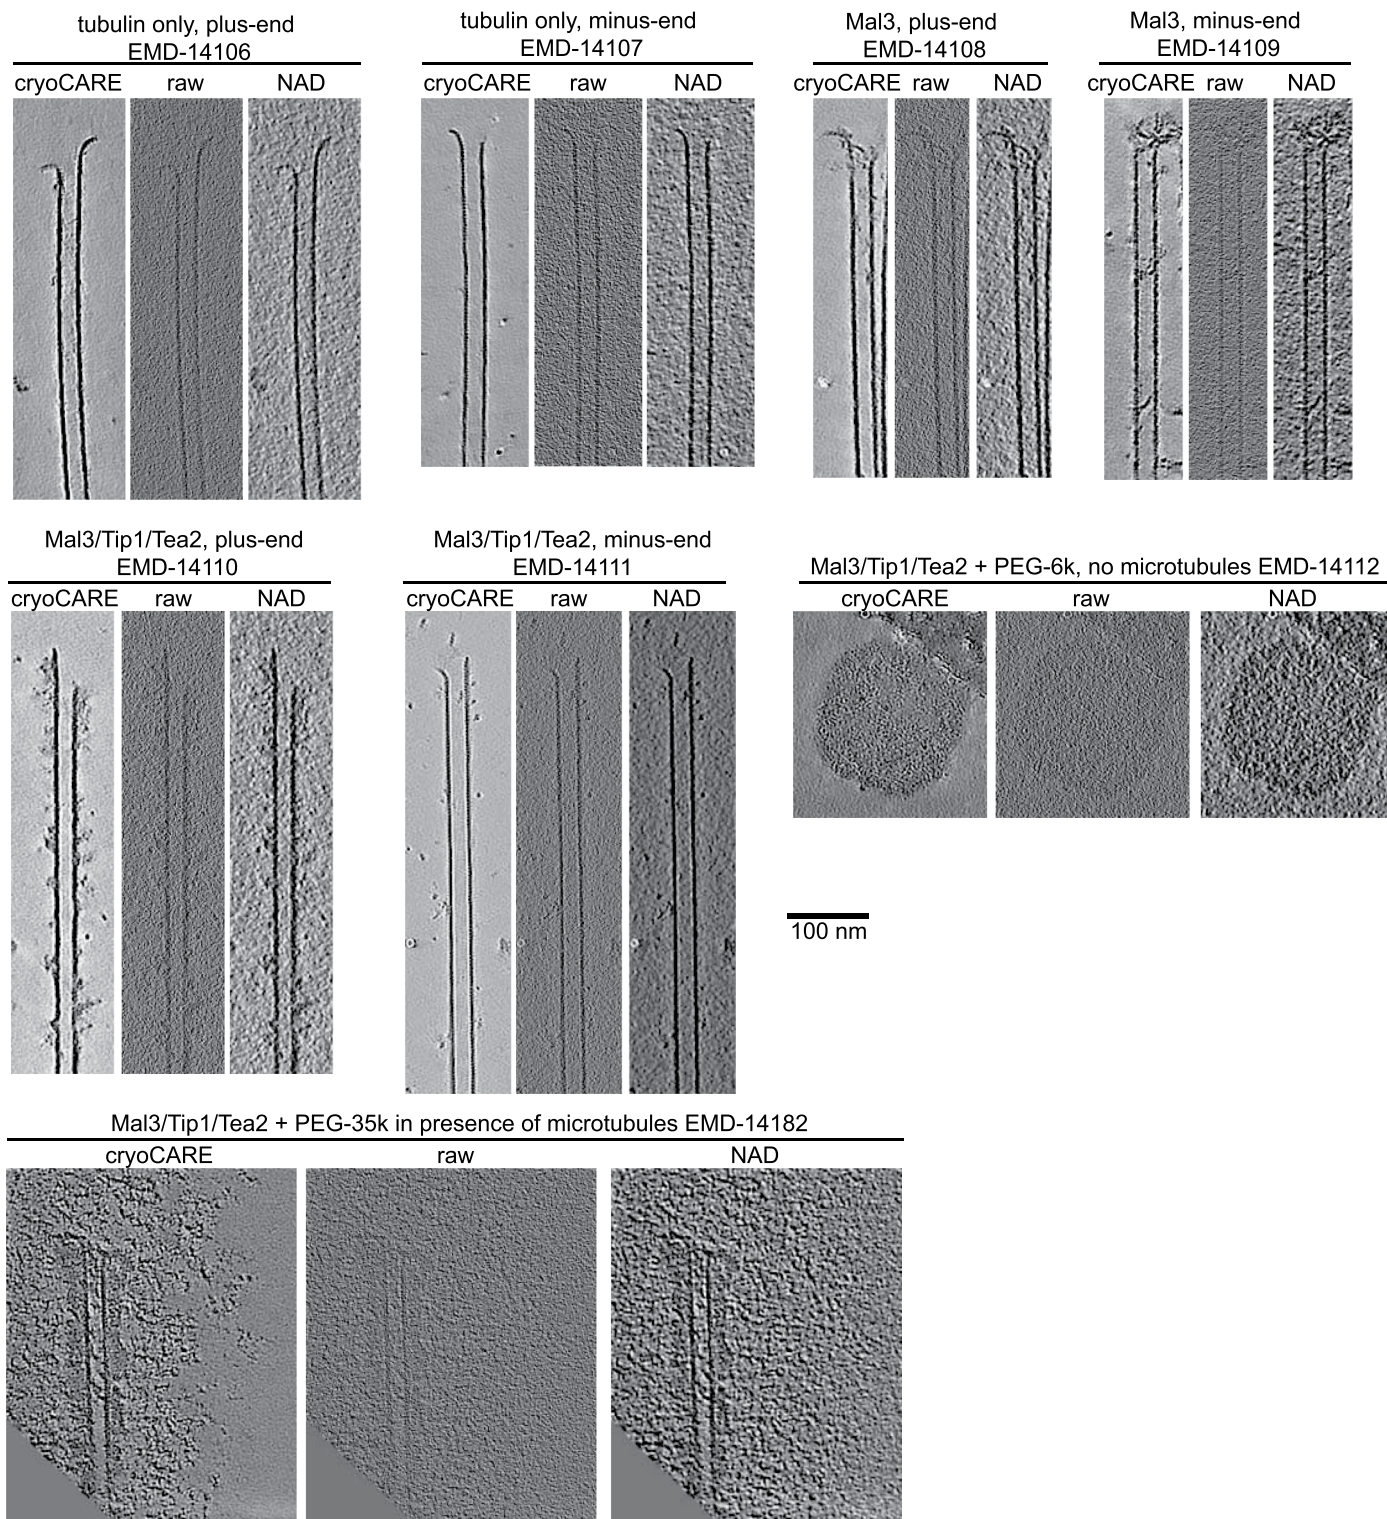 tubulin only, plus-end
EMD-14106
cryoCARE raw NAD
tubulin only, minus-end
EMD-14107
cryoCARE raw NAD
Mal3, plus-end
EMD-14108
cryoCARE raw NAD
Mal3, minus-end
EMD-14109
cryoCARE raw NAD
Mal3/Tip1/Tea2, plus-end
EMD-14110
cryoCARE raw NAD
Mal3/Tip1/Tea2, minus-end
EMD-14111
cryoCARE raw NAD
Mal3/Tip1/Tea2 + PEG-6k, no microtubules EMD-14112
cryoCARE raw NAD
100 nm
Mal3/Tip1/Tea2 + PEG-35k in presence of microtubules EMD-14182
cryoCARE raw NAD